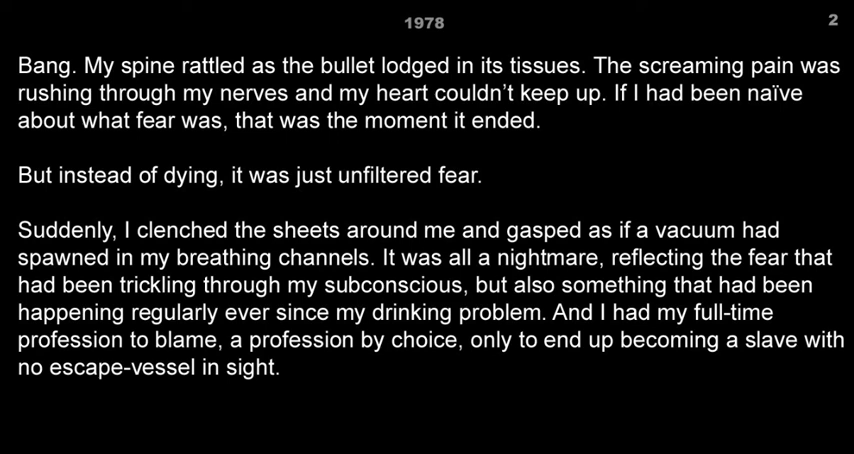 1978
2
Bang. My spine rattled as the bullet lodged in its tissues. The screaming pain was
rushing through my nerves and my heart couldn’t keep up. If I had been naïve
about what fear was, that was the moment it ended.
But instead of dying, it was just unfiltered fear.
Suddenly, I clenched the sheets around me and gasped as if a vacuum had
spawned in my breathing channels. It was all a nightmare, reflecting the fear that
had been trickling through my subconscious, but also something that had been
happening regularly ever since my drinking problem. And I had my full-time
profession to blame, a profession by choice, only to end up becoming a slave with
no escape-vessel in sight.